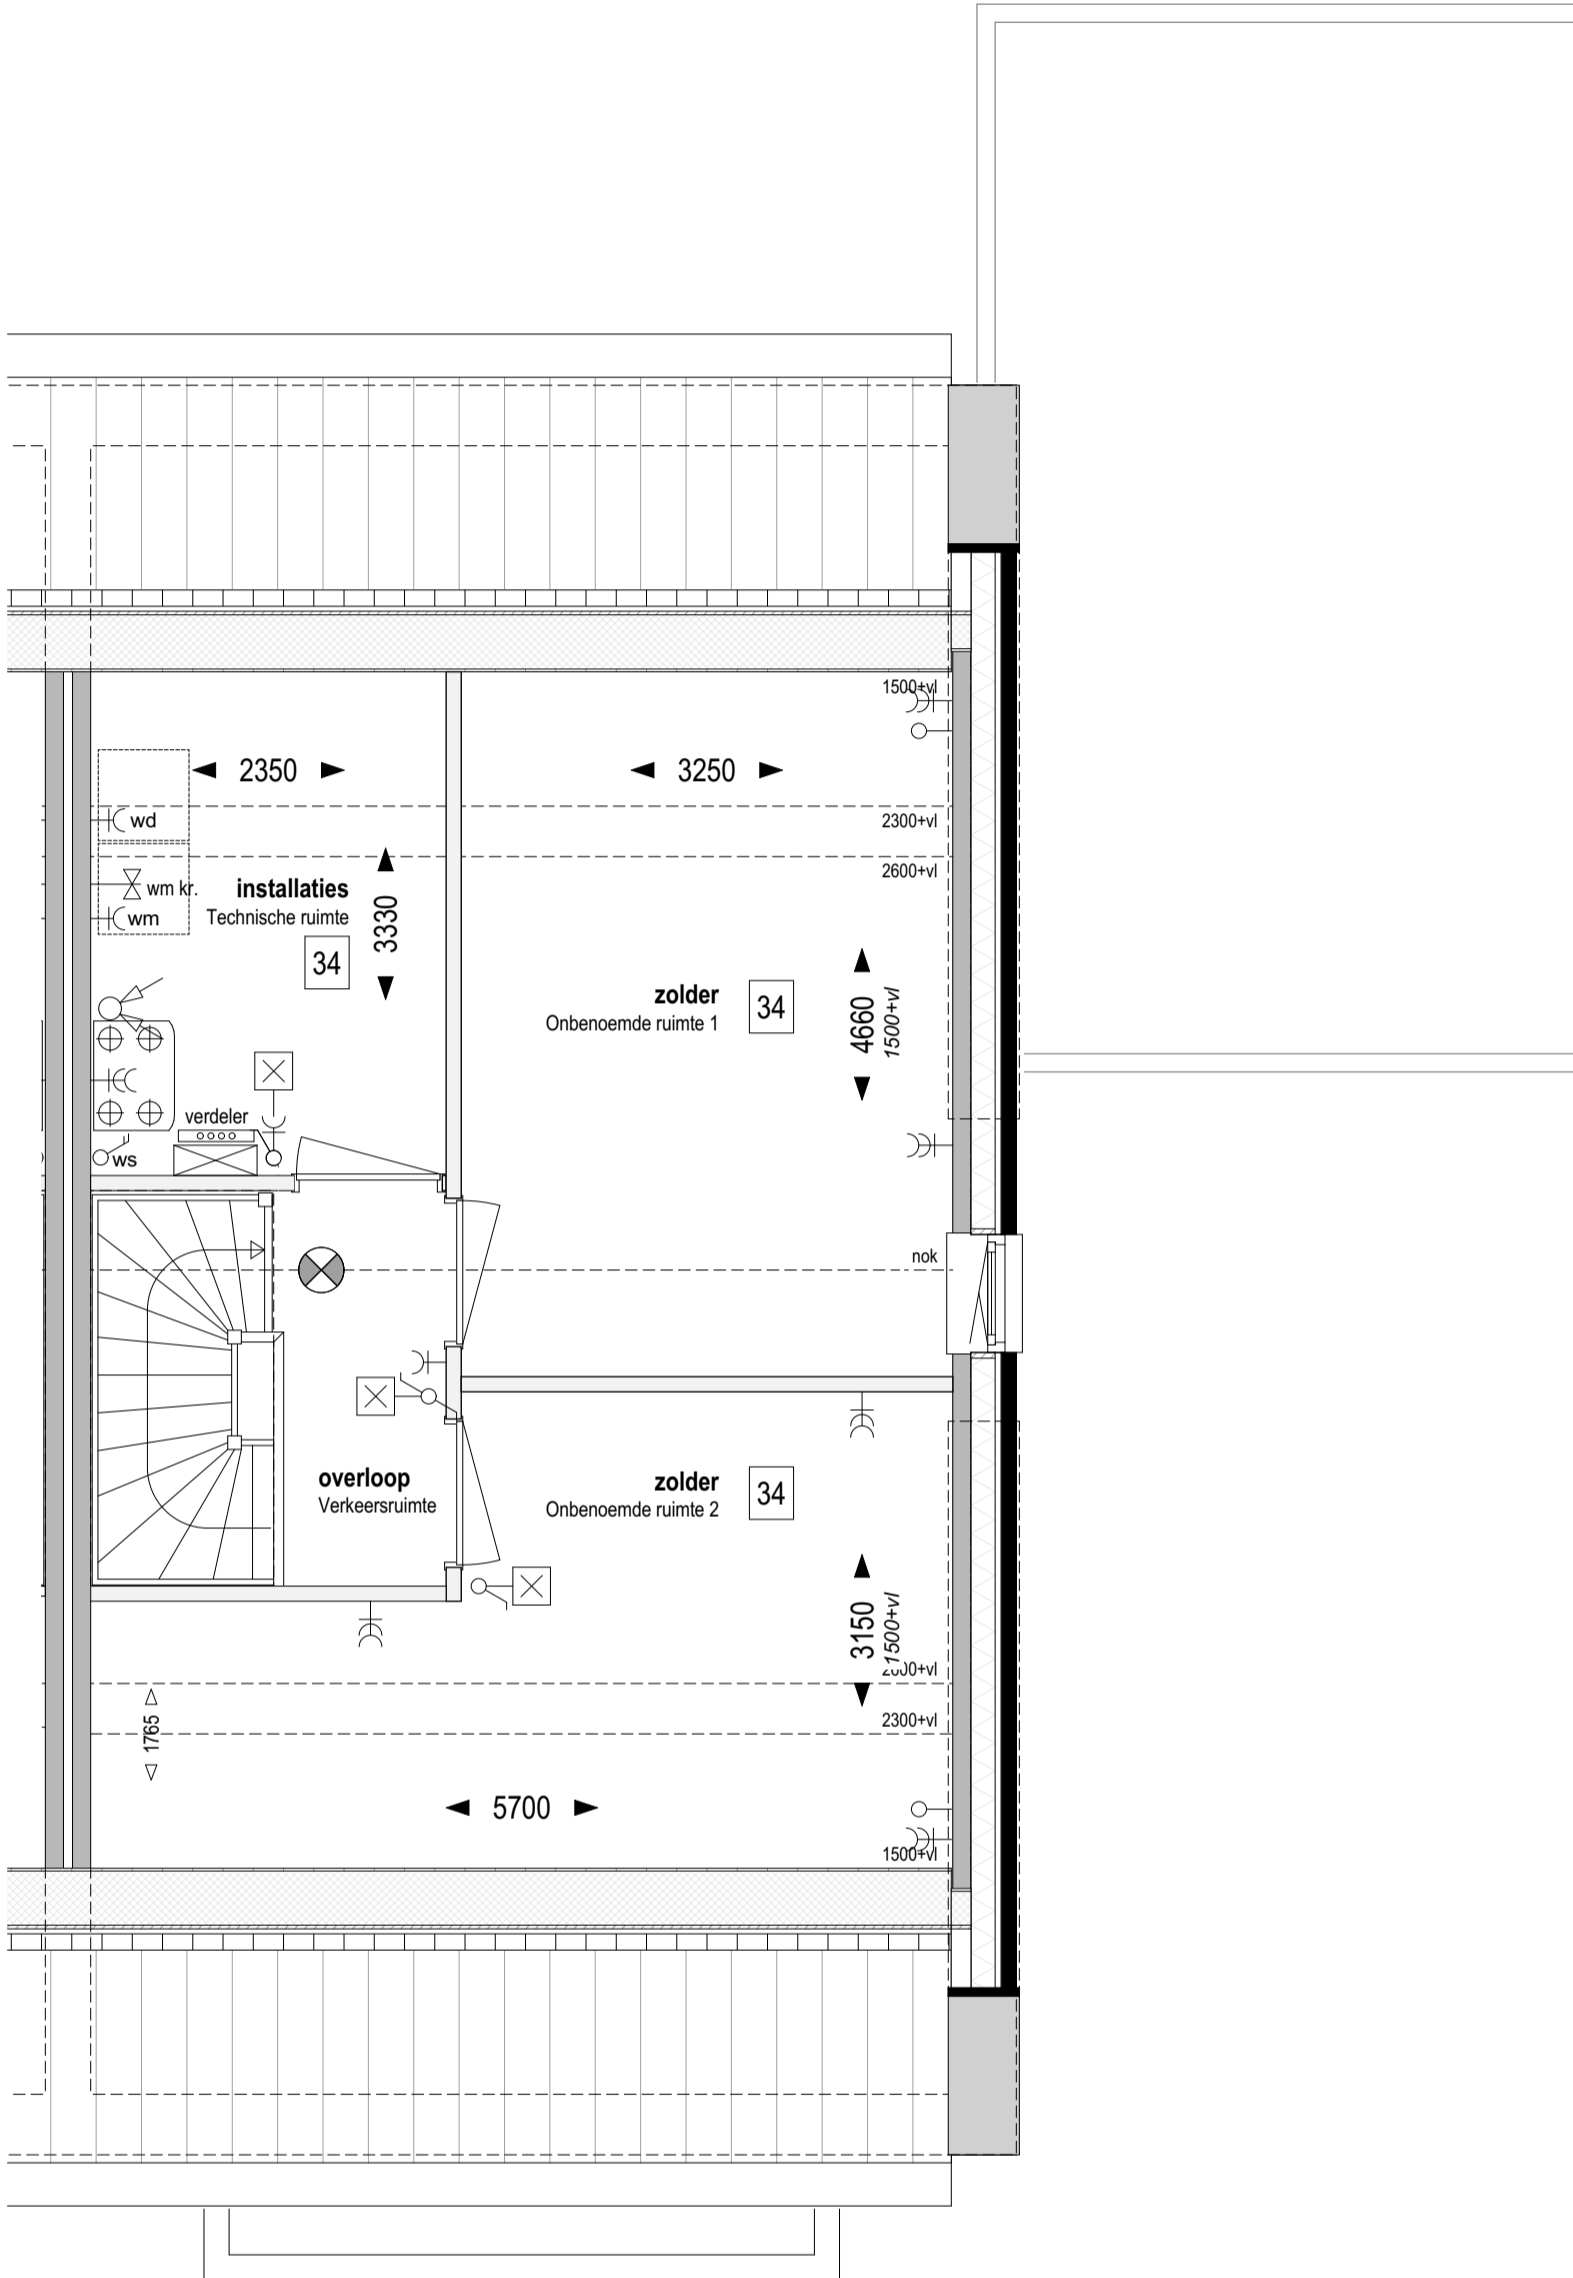 1500+vl
2350
3250
2300+vl
wd
2600+vl
wm kr.
wm
installaties
Technische ruimte
3330
34
zolder
Onbenoemde ruimte 1
34
4660
1500+vl
verdeler
ws
nok
overloop
Verkeersruimte
zolder
Onbenoemde ruimte 2
34
3150
1500+vl
2300+vl
1765
5700
1500+vl